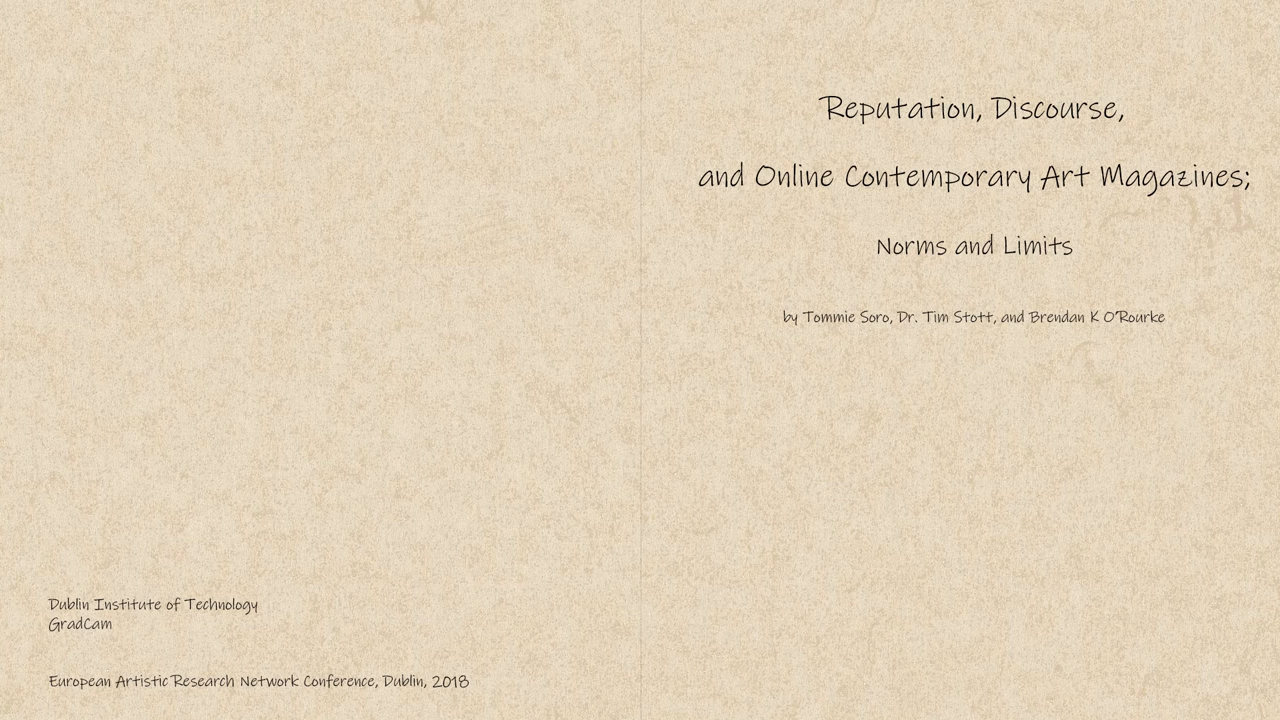 Reputation, Discourse,
and Online Contemporary Art Magazines;
Norms and Limits
by Tommie Soro, Dr. Tim Stott, and Brendan K O'Rourke
Dublin Institute of Technology
GradCam
European Artistic Research Network Conference, Dublin, 2018